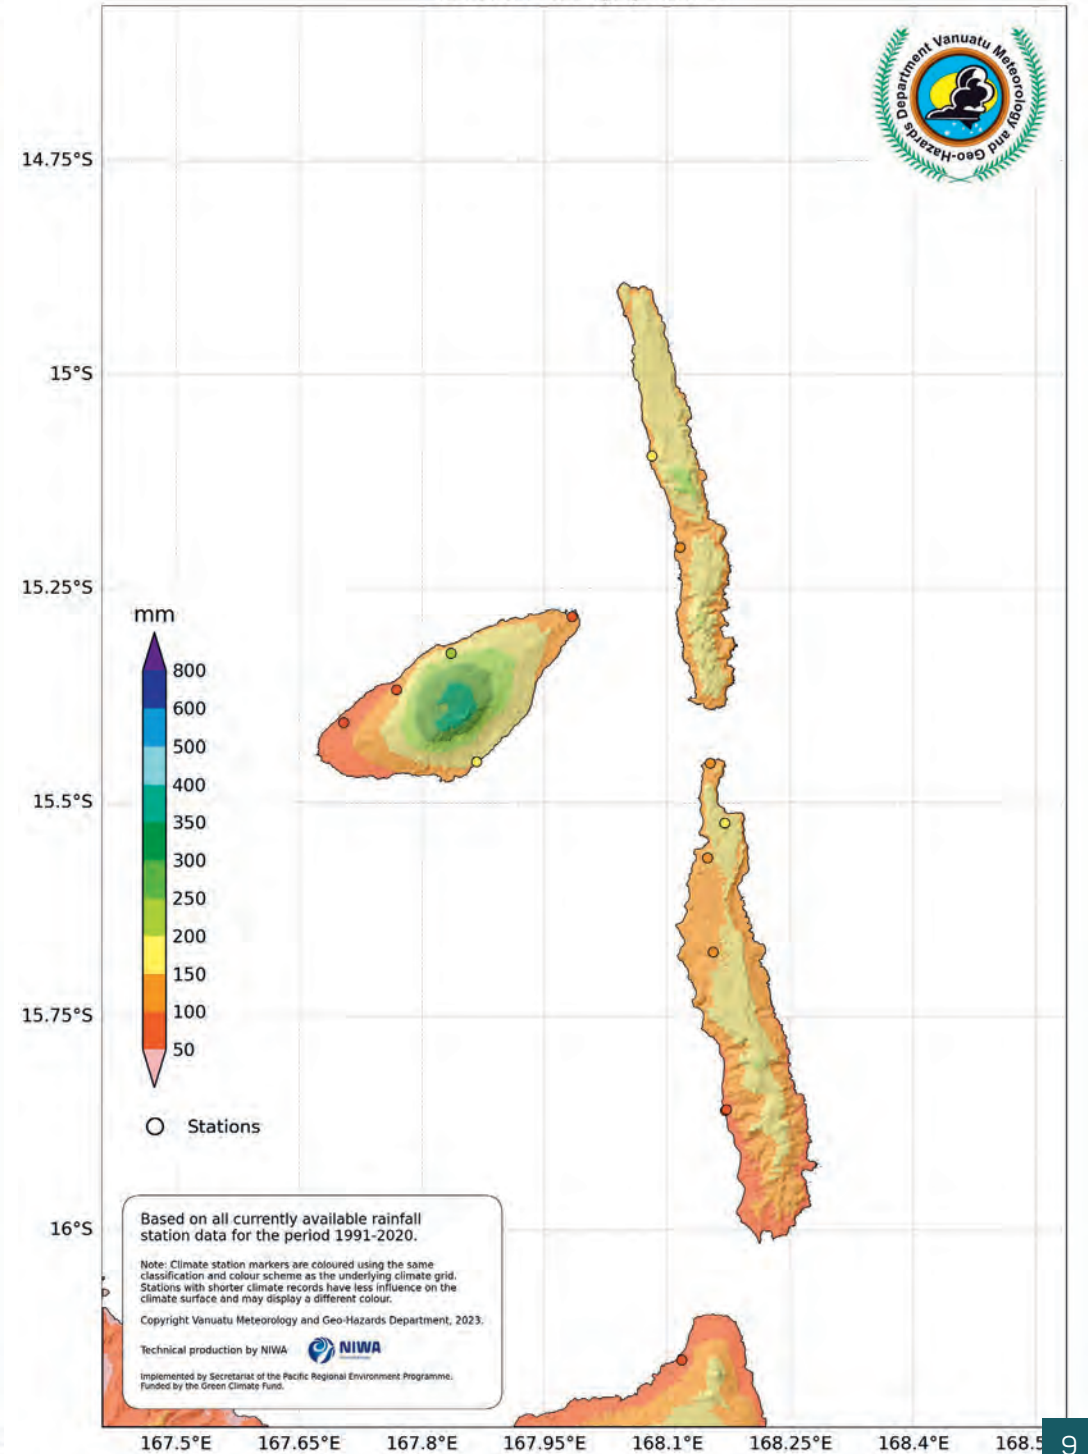 Vanuatu Meteorology and Geo-Hazards Department
14.75°S
15°S
15.25°S
15.5°S
15.75°S
16°S
mm
800
600
500
400
350
300
250
200
150
100
50
Stations
Based on all currently available rainfall
station data for the period 1991-2020.
Note: Climate station markers are coloured using the same
classification and colour scheme as the underlying climate grid.
Stations with shorter climate records have less influence on the
climate surface and may display a different colour.
Copyright Vanuatu Meteorology and Geo-Hazards Department, 2023.
Technical production by NIWA
NIWA
Implemented by Secretariat of the Pacific Regional Environment Programme.
Funded by the Green Climate Fund.
167.5°E
167.65°E
167.8°E
167.95°E
168.1°E
168.25°E
168.4°E
168.5
9